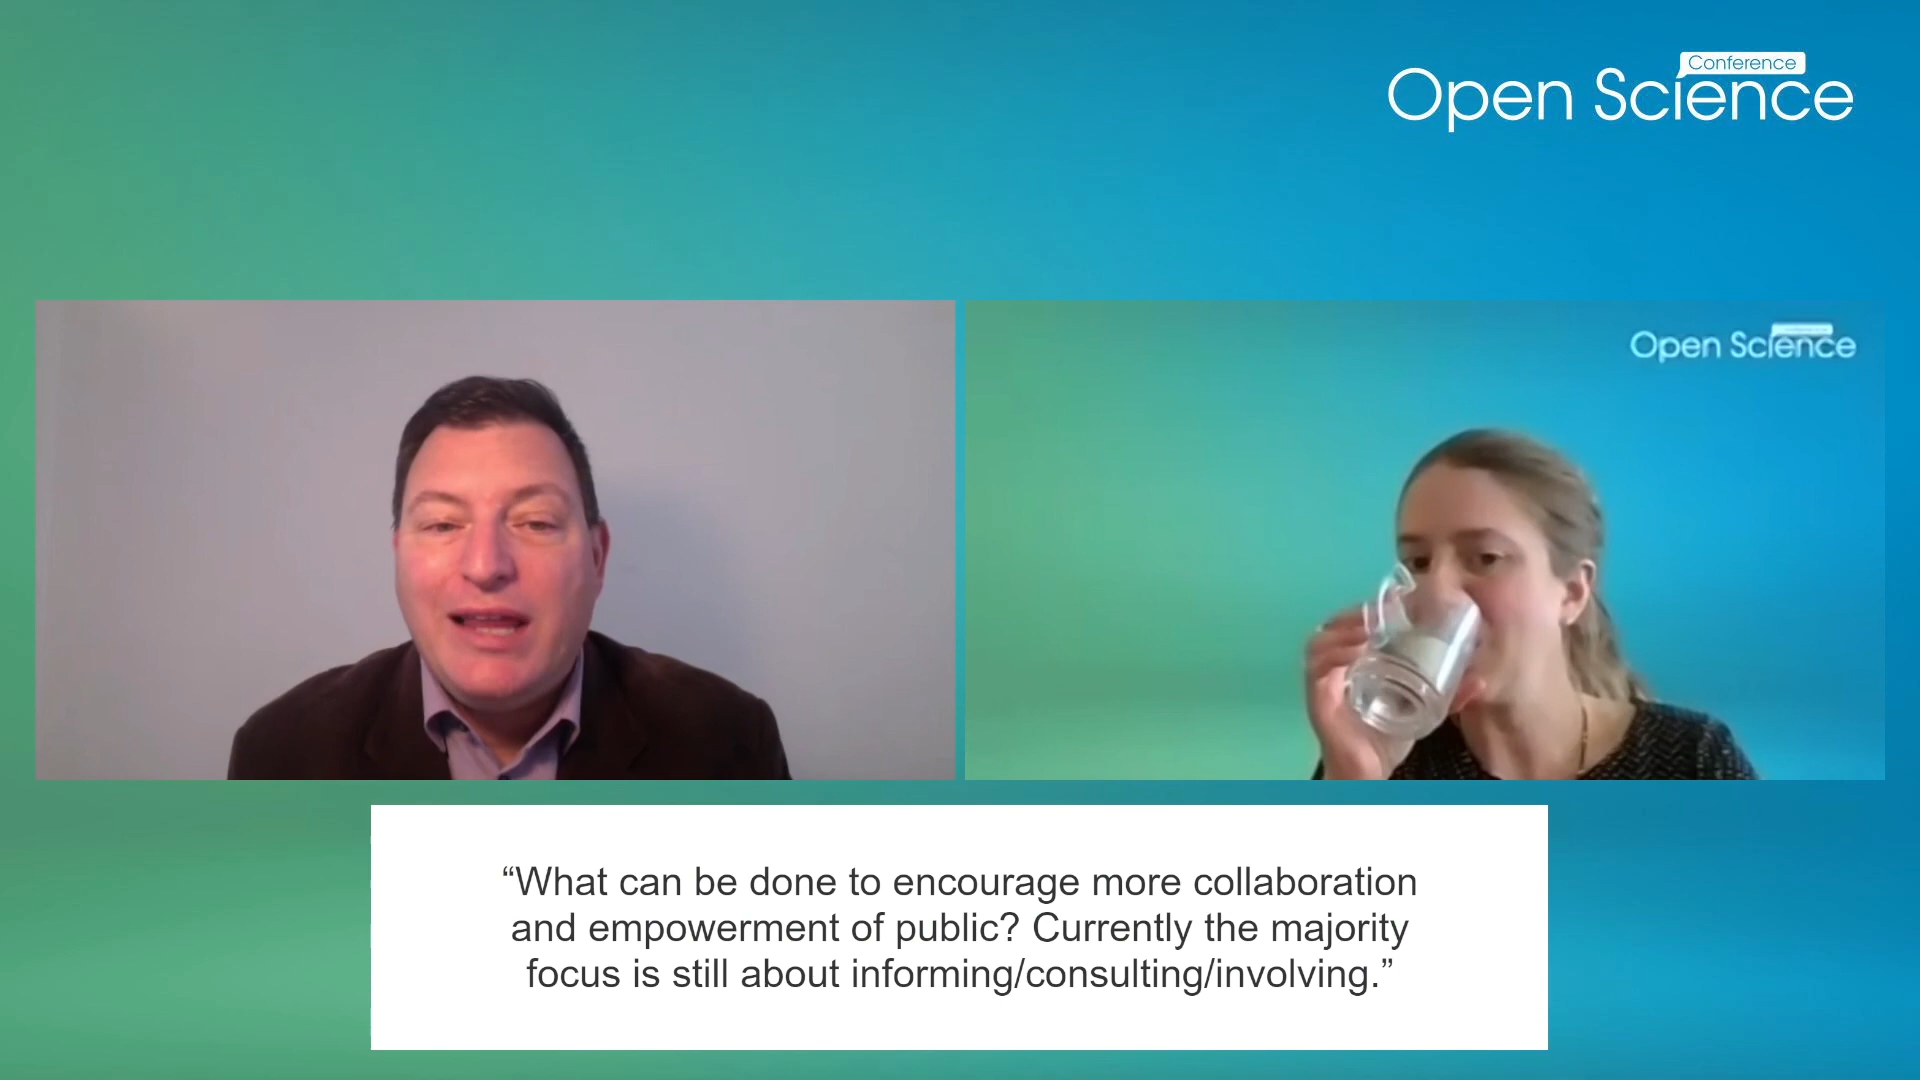 Conference
Open Science
Open Science
“What can be done to encourage more collaboration
and empowerment of public? Currently the majority
focus is still about informing/consulting/involving.”